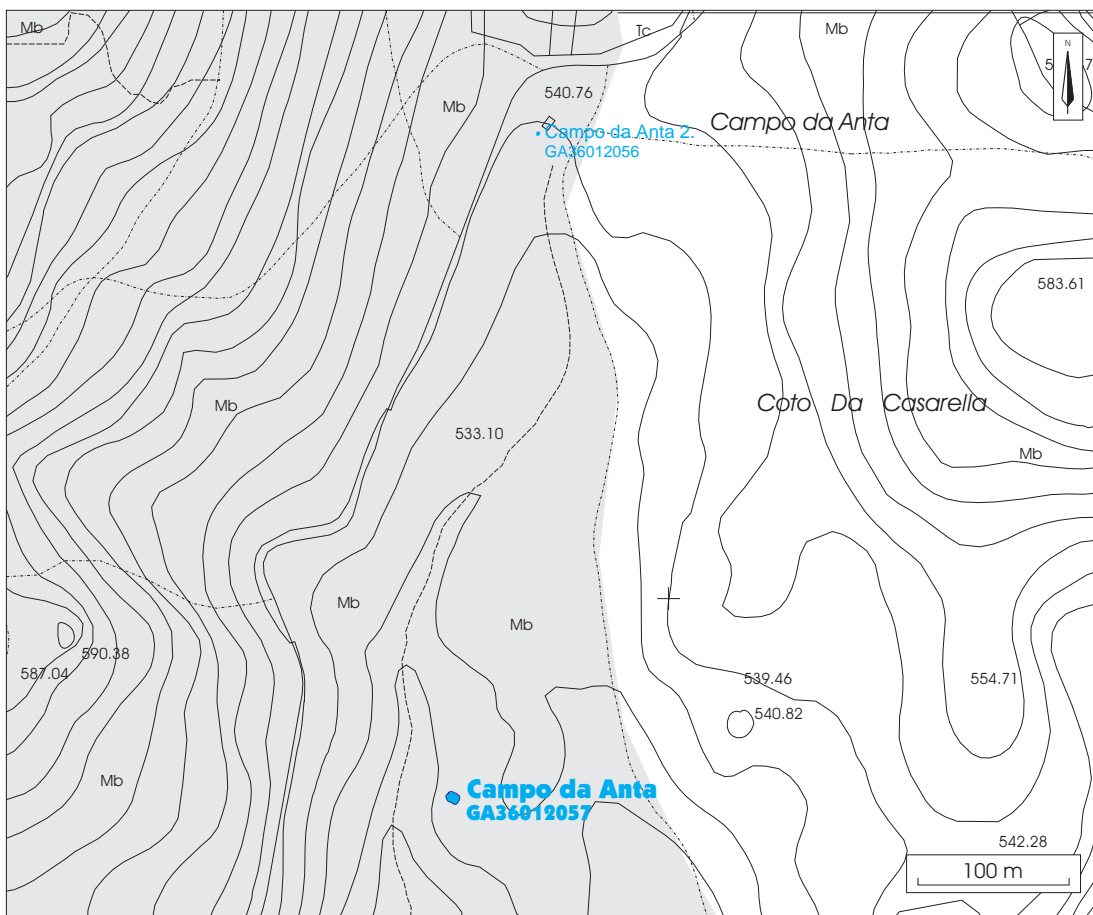 Mb
Tc
Mb
N
540.76
Mb
Campo da Anta 2.
GA36012056
Campo da Anta
583.61
Mb
Coto Da Casarella
533.10
Mb
Mb
Mb
590.38
587.04
539.46
554.71
540.82
Mb
Campo da Anta
GA36012057
542.28
100 m